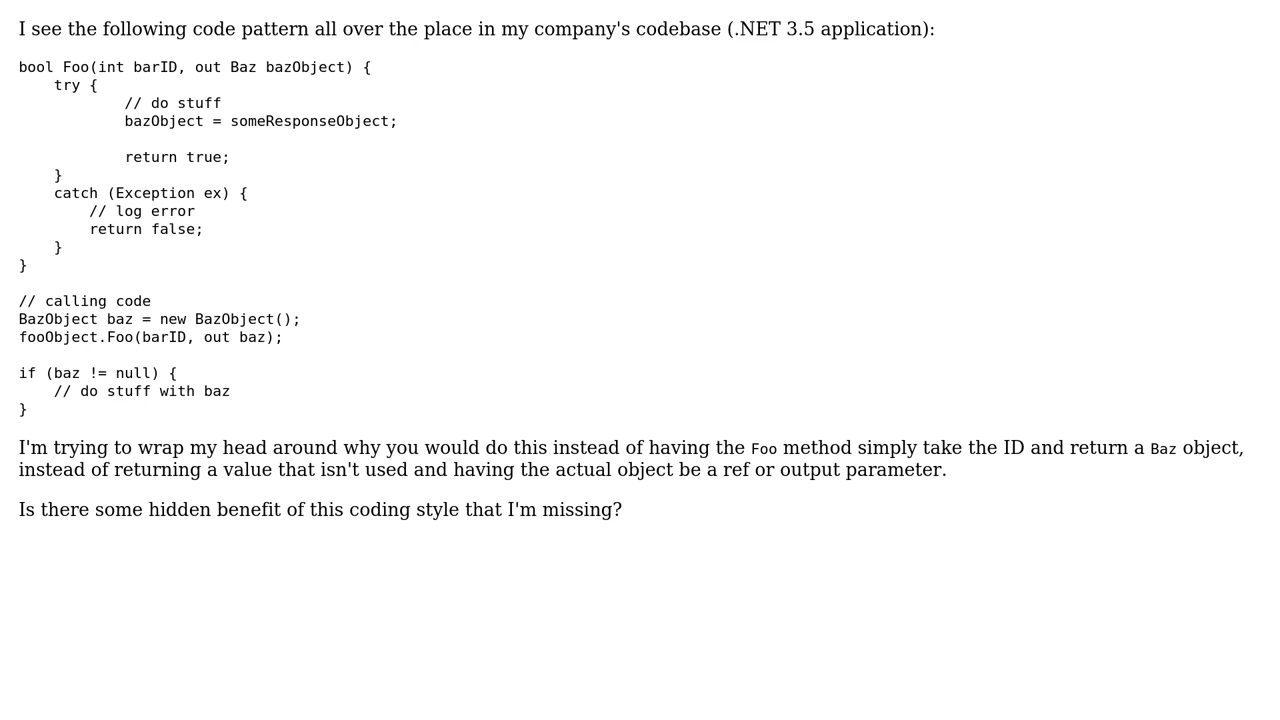 I see the following code pattern all over the place in my company's codebase (.NET 3.5 application):
bool Foo(int barID, out Baz bazObject) {
    try {
            // do stuff
            bazObject = someResponseObject;

            return true;
    }
    catch (Exception ex) {
        // log error
        return false;
    }
}

// calling code
BazObject baz = new BazObject();
fooObject.Foo(barID, out baz);

if (baz != null) {
    // do stuff with baz
}
I'm trying to wrap my head around why you would do this instead of having the Foo method simply take the ID and return a Baz object,
instead of returning a value that isn't used and having the actual object be a ref or output parameter.
Is there some hidden benefit of this coding style that I'm missing?